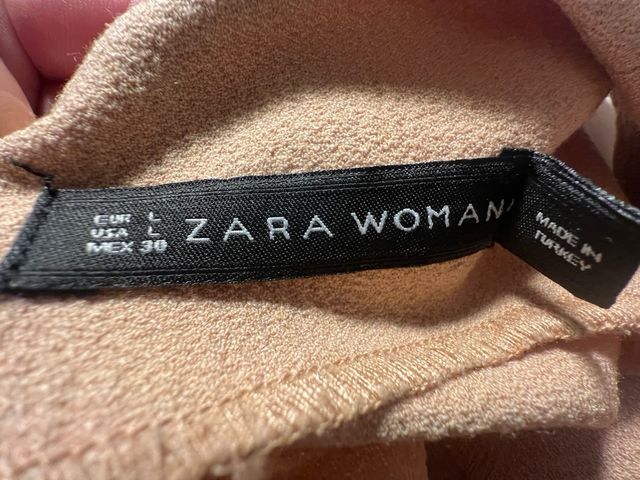 EUR L
USA L
MEX 30
ZARA WOMAN
MADE IN
TURKEY